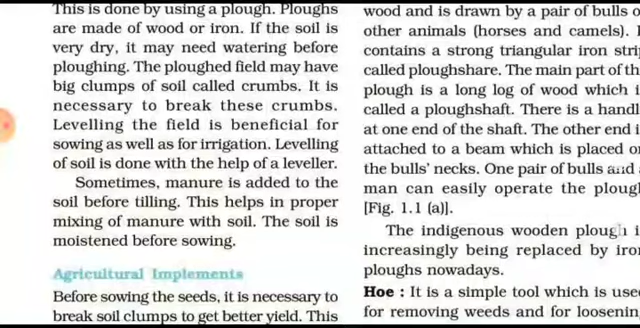 This is done by using a plough. Ploughs
are made of wood or iron. If the soil is
very dry, it may need watering before
ploughing. The ploughed field may have
big clumps of soil called crumbs. It is
necessary to break these crumbs.
Levelling the field is beneficial for
sowing as well as for irrigation. Levelling
of soil is done with the help of a leveller.
Sometimes, manure is added to the
soil before tilling. This helps in proper
mixing of manure with soil. The soil is
moistened before sowing.
Agricultural Implements
Before sowing the seeds, it is necessary to
break soil clumps to get better yield. This
wood and is drawn by a pair of bulls o
other animals (horses and camels).
contains a strong triangular iron stri
called ploughshare. The main part of th
plough is a long log of wood which i
called a ploughshaft. There is a handl
at one end of the shaft. The other end i
attached to a beam which is placed o
the bulls' necks. One pair of bulls and
man can easily operate the ploug
[Fig. 1.1 (a)].
The indigenous wooden plough i
increasingly being replaced by iro
ploughs nowadays.
Hoe : It is a simple tool which is use
for removing weeds and for loosenin